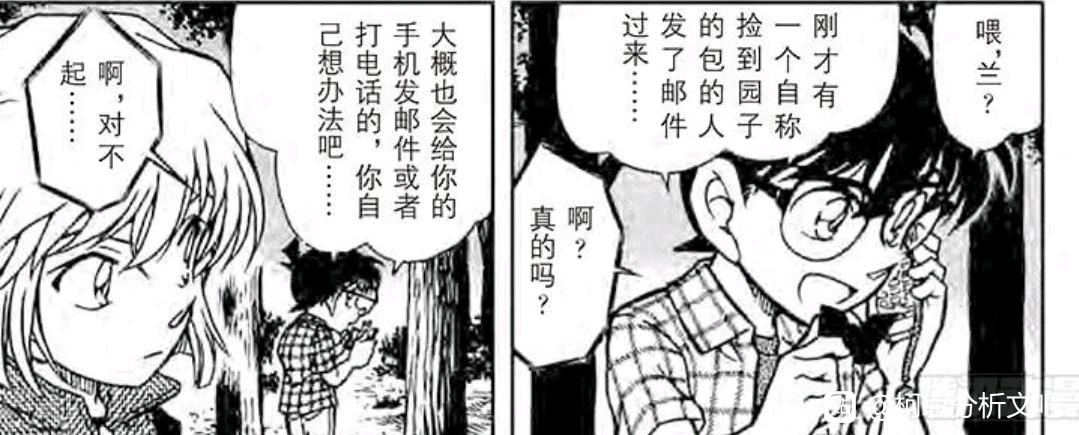 喂，
兰？
刚才有
一个自称
捡到园子
的包的人
发了邮件
过来……
啊？
真的吗？
大概也会给你的
手机发邮件或者
打电话的，你自
己想办法吧……
啊，对不
起……